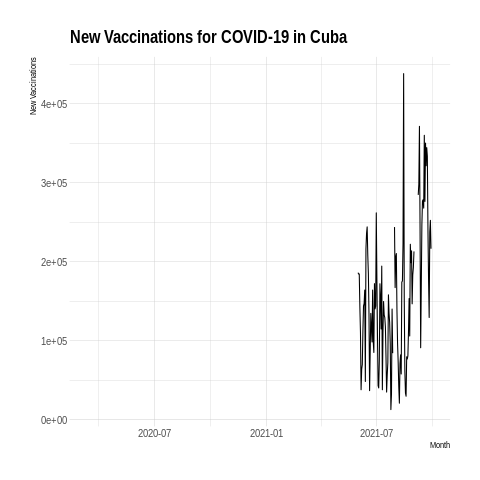 New Vaccinations for COVID-19 in Cuba
New Vaccinations
4e+05
3e+05
2e+05
1e+05
0e+00
2020-07
2021-01
2021-07
Month